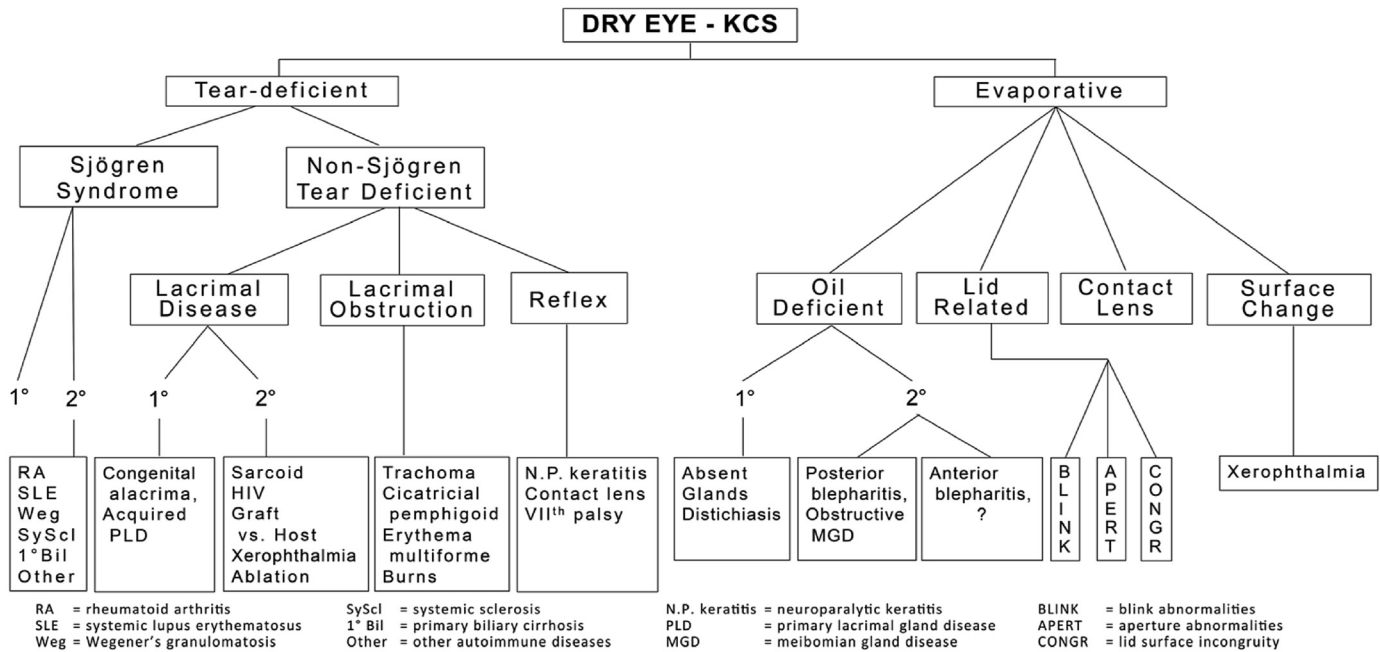 DRY EYE - KCS
Tear-deficient
Evaporative
Sjögren
Syndrome
Non-Sjögren
Tear Deficient
Lacrimal
Disease
Lacrimal
Obstruction
Reflex
Oil
Deficient
Lid
Related
Contact
Lens
Surface
Change
1°
2°
1°
2°
1°
2°
RA
SLE
Weg
SyScl
1°Bil
Other
Congenital
alacrima,
Acquired
PLD
Sarcoid
HIV
Graft
vs. Host
Xerophthalmia
Ablation
Trachoma
Cicatricial
pemphigoid
Erythema
multiforme
Burns
N.P. keratitis
Contact lens
VIIth palsy
Absent
Glands
Distichiasis
Posterior
blepharitis,
Obstructive
MGD
Anterior
blepharitis,
?
BLINK
APERT
CONGR
Xerophthalmia
RA = rheumatoid arthritis
SLE = systemic lupus erythematosus
Weg = Wegener's granulomatosis
SyScl = systemic sclerosis
1° Bil = primary biliary cirrhosis
Other = other autoimmune diseases
N.P. keratitis = neuroparalytic keratitis
PLD = primary lacrimal gland disease
MGD = meibomian gland disease
BLINK = blink abnormalities
APERT = aperture abnormalities
CONGR = lid surface incongruity